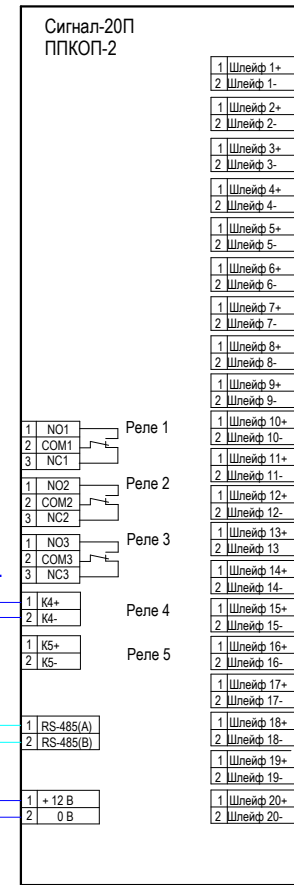 Сигнал-20П
ППКОП-2
1 Шлейф 1+
2 Шлейф 1-
1 Шлейф 2+
2 Шлейф 2-
1 Шлейф 3+
2 Шлейф 3-
1 Шлейф 4+
2 Шлейф 4-
1 Шлейф 5+
2 Шлейф 5-
1 Шлейф 6+
2 Шлейф 6-
1 Шлейф 7+
2 Шлейф 7-
1 Шлейф 8+
2 Шлейф 8-
1 Шлейф 9+
2 Шлейф 9-
1 Шлейф 10+
2 Шлейф 10-
1 Шлейф 11+
2 Шлейф 11-
1 Шлейф 12+
2 Шлейф 12-
1 Шлейф 13+
2 Шлейф 13
1 Шлейф 14+
2 Шлейф 14-
1 Шлейф 15+
2 Шлейф 15-
1 Шлейф 16+
2 Шлейф 16-
1 Шлейф 17+
2 Шлейф 17-
1 Шлейф 18+
2 Шлейф 18-
1 Шлейф 19+
2 Шлейф 19-
1 Шлейф 20+
2 Шлейф 20-
1 NO1 Реле 1
2 COM1
3 NC1
1 NO2 Реле 2
2 COM2
3 NC2
1 NO3 Реле 3
2 COM3
3 NC3
1 К4+ Реле 4
2 К4-
1 К5+ Реле 5
2 К5-
1 RS-485(A)
2 RS-485(B)
1 + 12 В
2 0 В